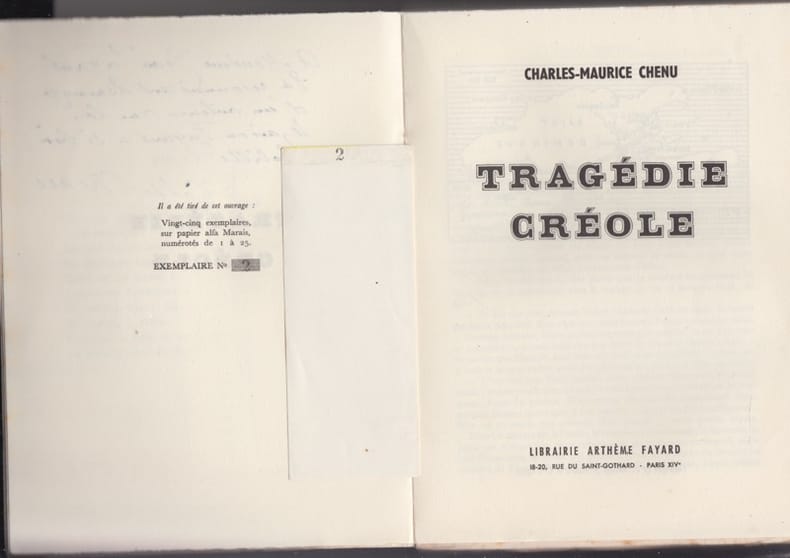 2
Il a été tiré de cet ouvrage :
Vingt-cinq exemplaires,
sur papier alfa Marais,
numérotés de 1 à 25.
EXEMPLAIRE No 2
CHARLES-MAURICE CHENU
TRAGÉDIE
CRÉOLE
LIBRAIRIE ARTHÈME FAYARD
18-20, RUE DU SAINT-GOTHARD - PARIS XIVe